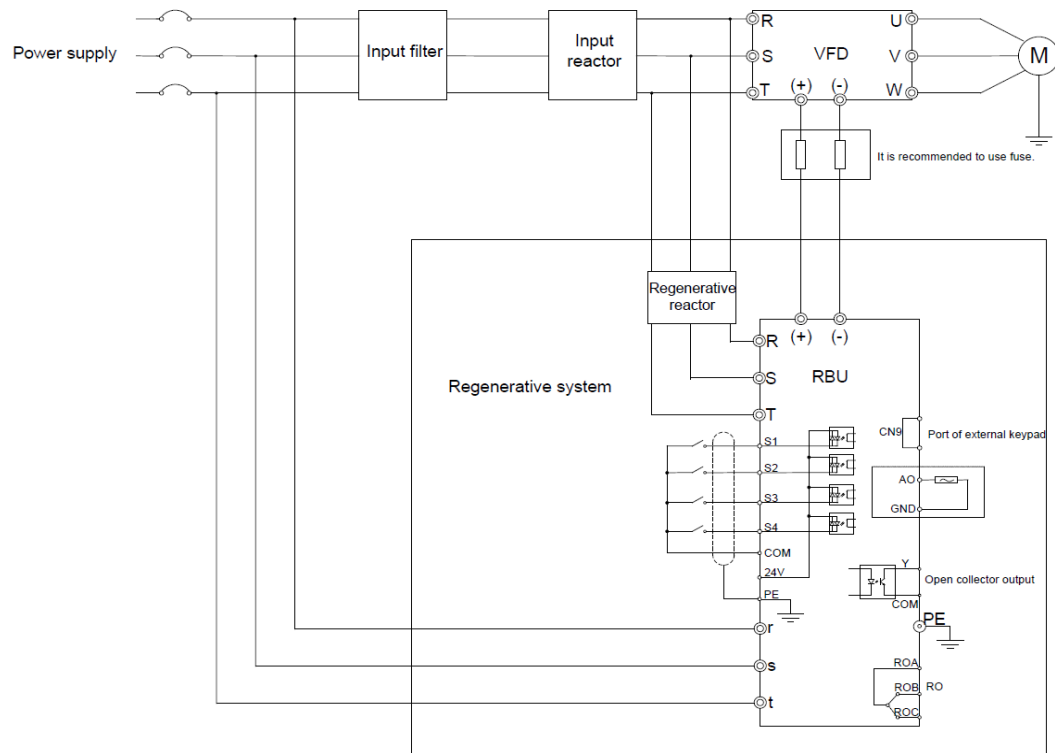 Power supply
Input filter
Input
reactor
R
S
T
VFD
(+)
(-)
U
V
W
M
It is recommended to use fuse.
Regenerative
reactor
Regenerative system
(+)
(-)
R
S
T
RBU
S1
S2
S3
S4
COM
24V
PE
r
s
t
CN9
Port of external keypad
AO
GND
Y
Open collector output
COM
PE
ROA
ROB
RO
ROC